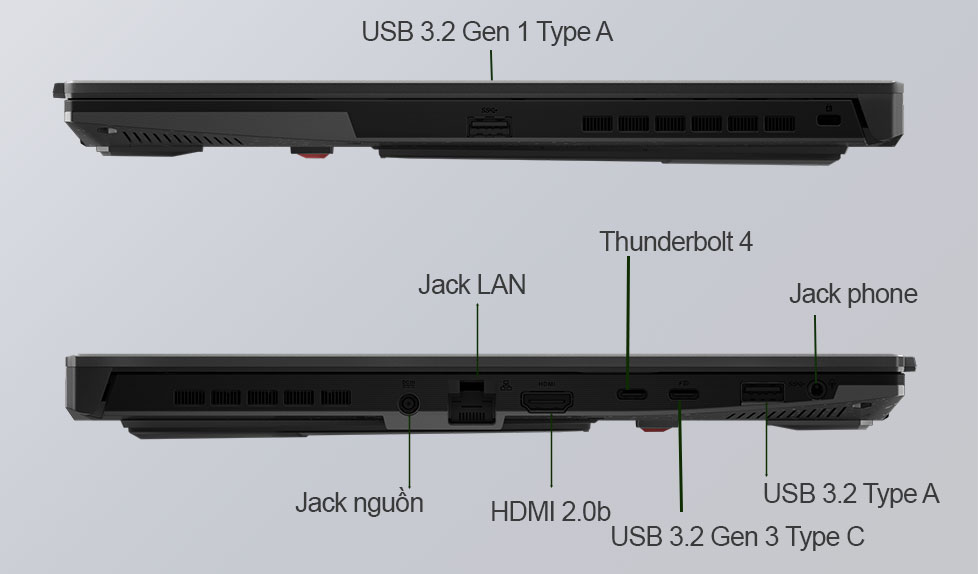 USB 3.2 Gen 1 Type A
Thunderbolt 4
Jack LAN
Jack phone
HDMI
Jack nguồn
HDMI 2.0b
USB 3.2 Type A
USB 3.2 Gen 3 Type C